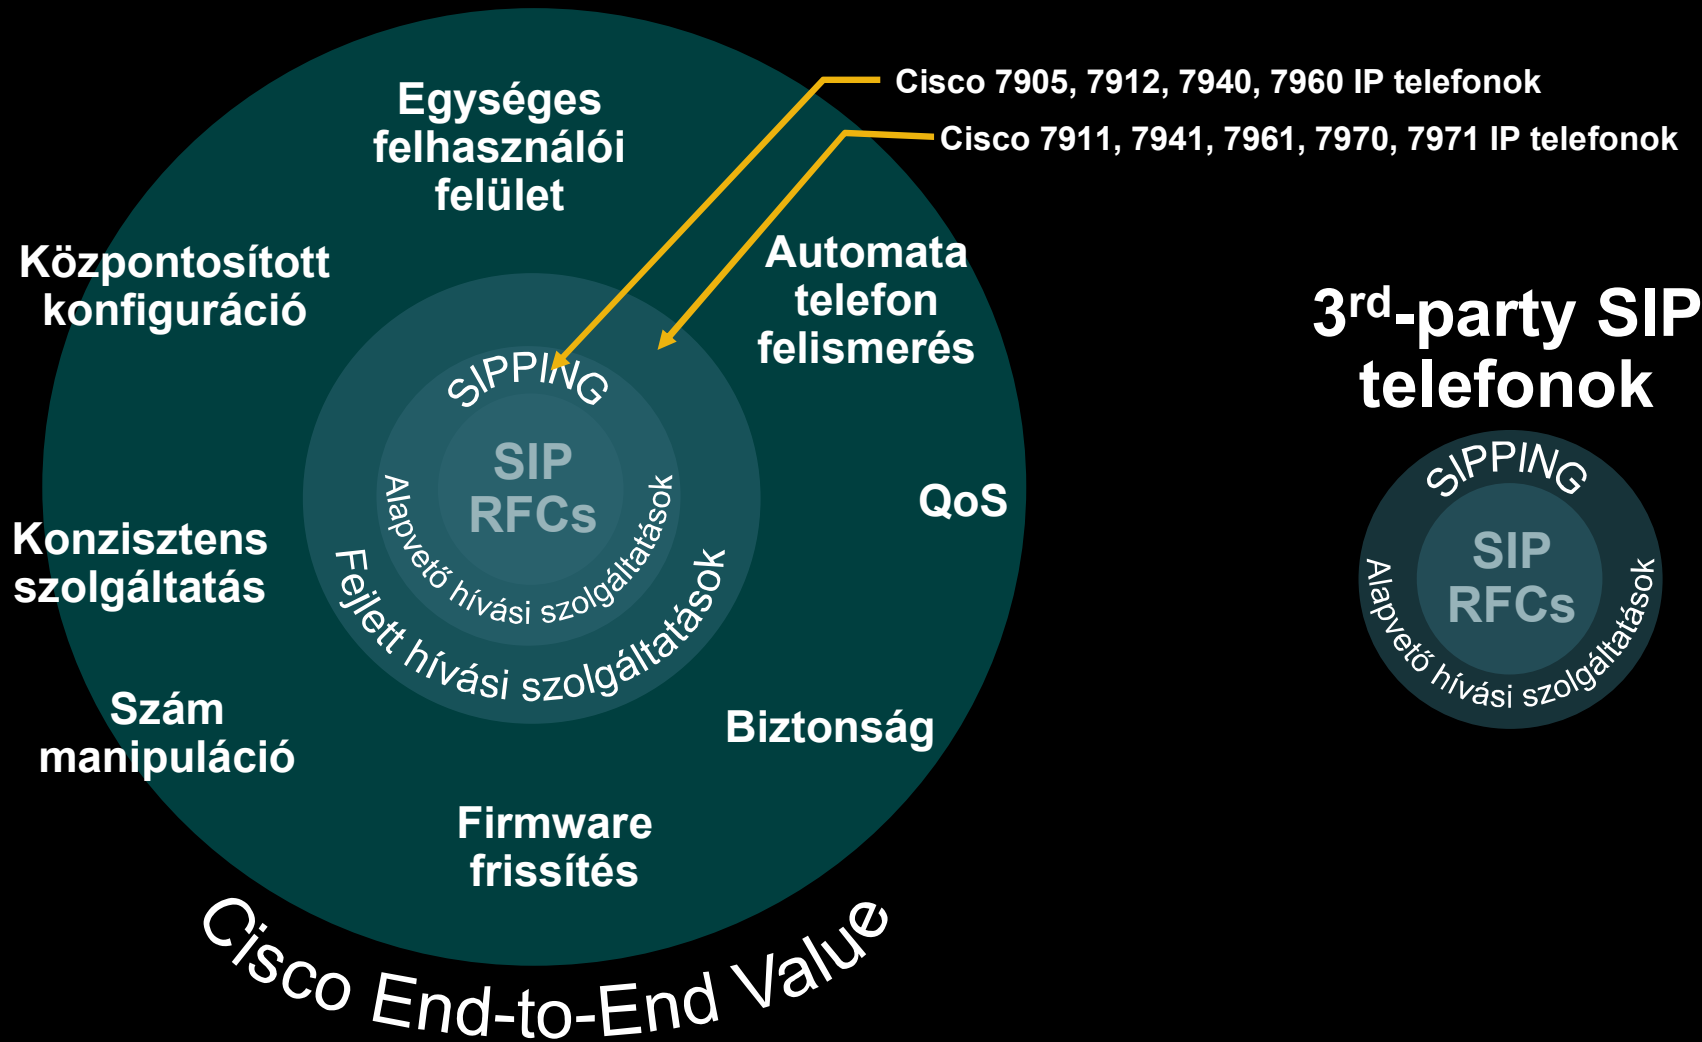 Cisco 7905, 7912, 7940, 7960 IP telefonok
Cisco 7911, 7941, 7961, 7970, 7971 IP telefonok
Egységes
felhasználói
felület
Központosított
konfiguráció
Automata
telefon
felismerés
SIPPING
SIP
RFCs
Alapvető hívási szolgáltatások
Fejlett hívási szolgáltatások
QoS
Konzisztens
szolgáltatás
Szám
manipuláció
Biztonság
Firmware
frissítés
Cisco End-to-End Value
3rd-party SIP
telefonok
SIPPING
SIP
RFCs
Alapvető hívási szolgáltatások